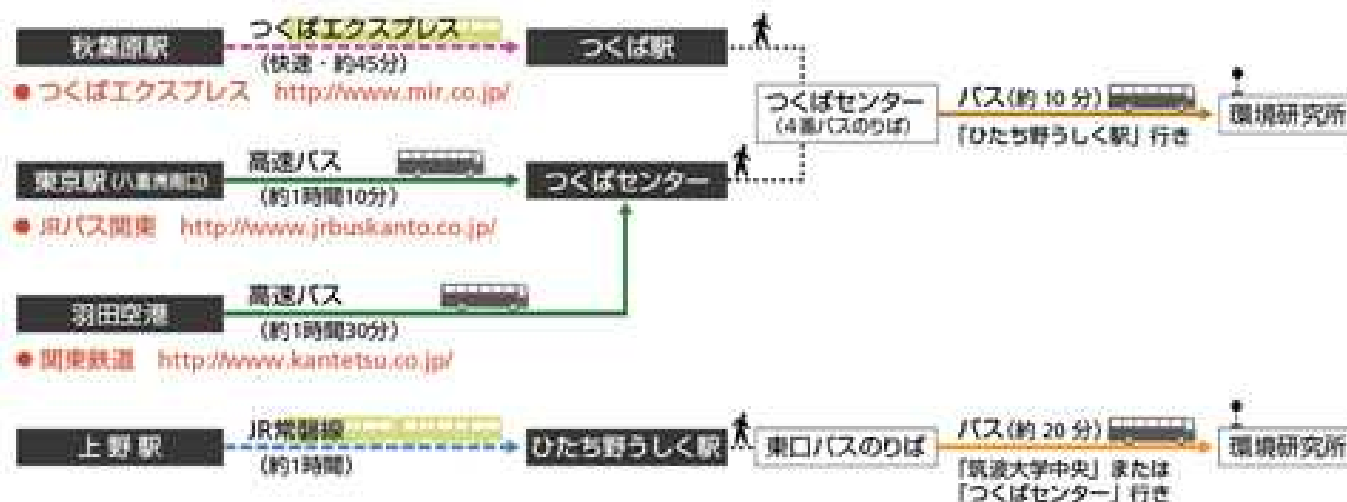 秋葉原駅
つくばエクスプレス
(快速・約45分)
つくば駅
● つくばエクスプレス http://www.mir.co.jp/
つくばセンター
(4番バスのりば)
バス(約10分)
「ひたち野うしく駅」行き
環境研究所
東京駅(八重洲南口)
高速バス
(約1時間10分)
つくばセンター
● JRバス関東 http://www.jrbuskanto.co.jp/
羽田空港
高速バス
(約1時間30分)
● 関東鉄道 http://www.kantetsu.co.jp/
上野駅
JR常磐線
(約1時間)
ひたち野うしく駅
東口バスのりば
バス(約20分)
「筑波大学中央」または
「つくばセンター」行き
環境研究所